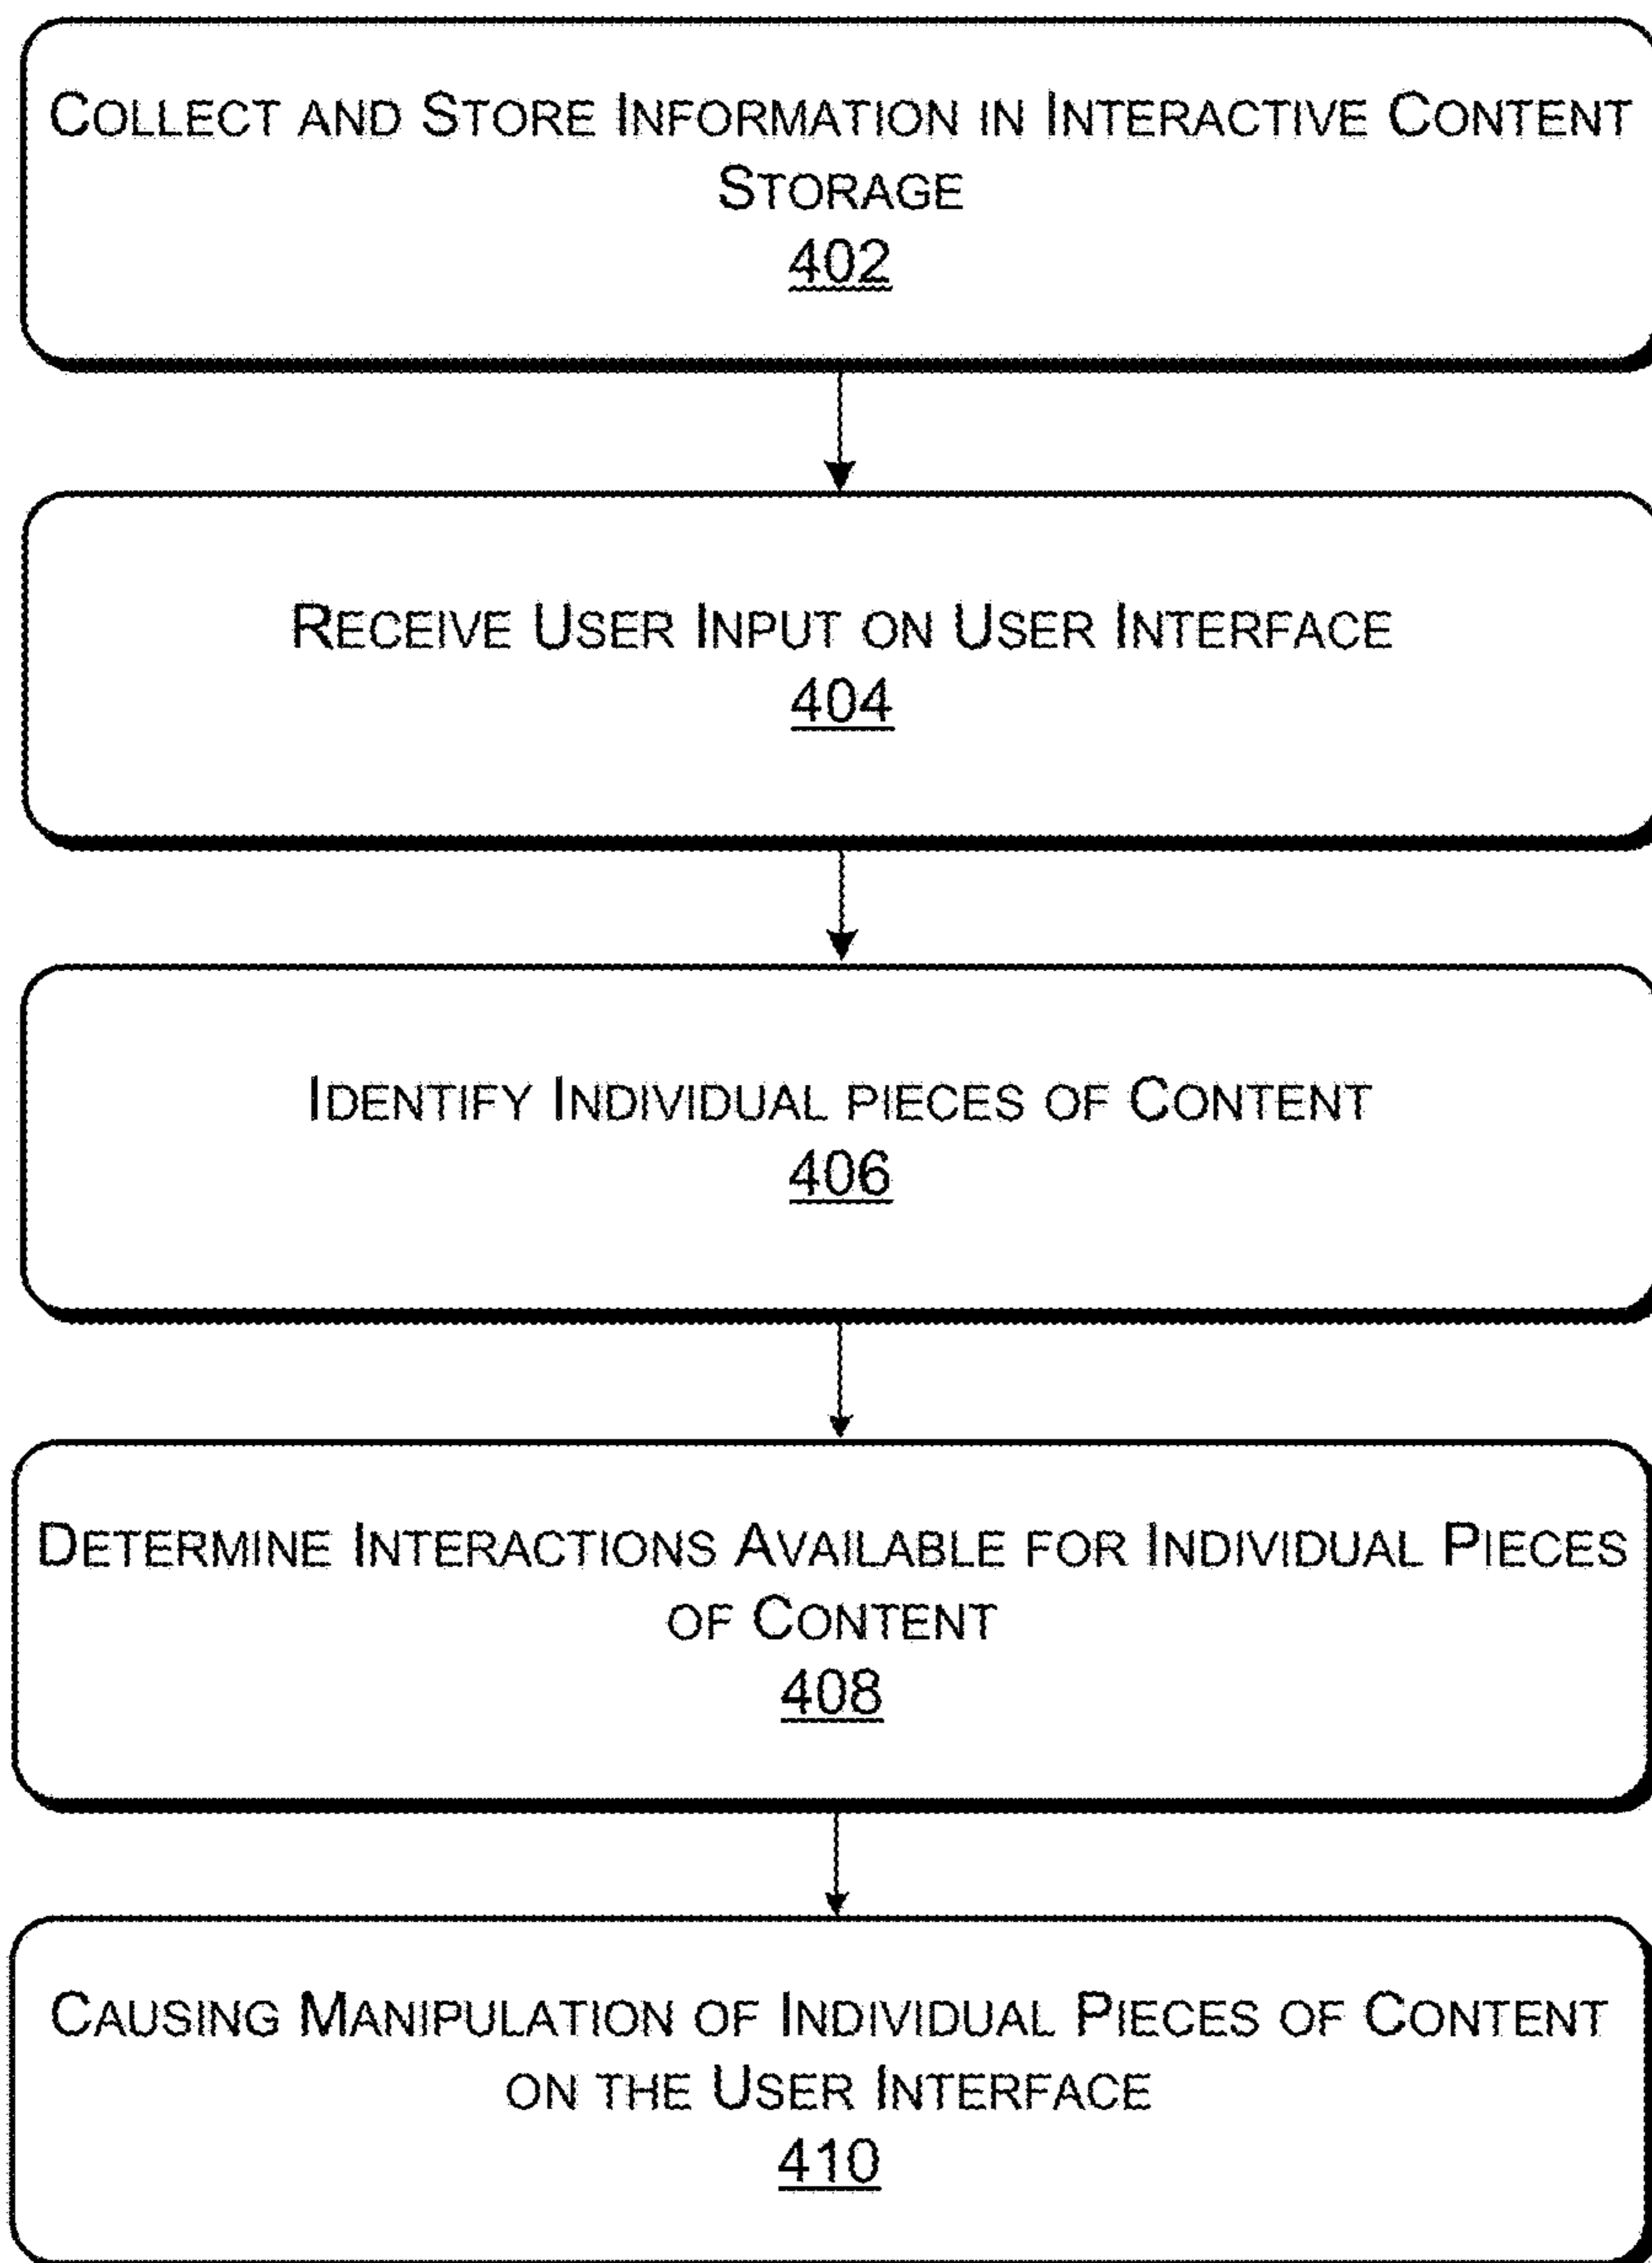 COLLECT AND STORE INFORMATION IN INTERACTIVE CONTENT
STORAGE
402
RECEIVE USER INPUT ON USER INTERFACE
404
IDENTIFY INDIVIDUAL PIECES OF CONTENT
406
DETERMINE INTERACTIONS AVAILABLE FOR INDIVIDUAL PIECES
OF CONTENT
408
CAUSING MANIPULATION OF INDIVIDUAL PIECES OF CONTENT
ON THE USER INTERFACE
410